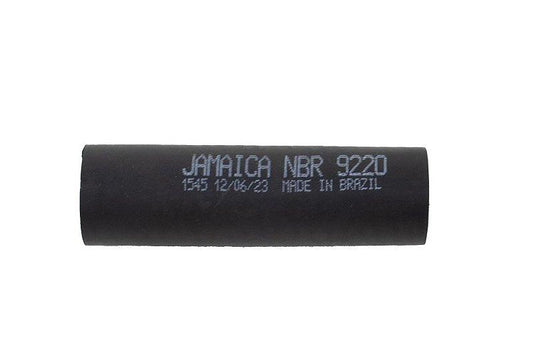 JAMAICA NBR 9220
1545 12/06/23 MADE IN BRAZIL